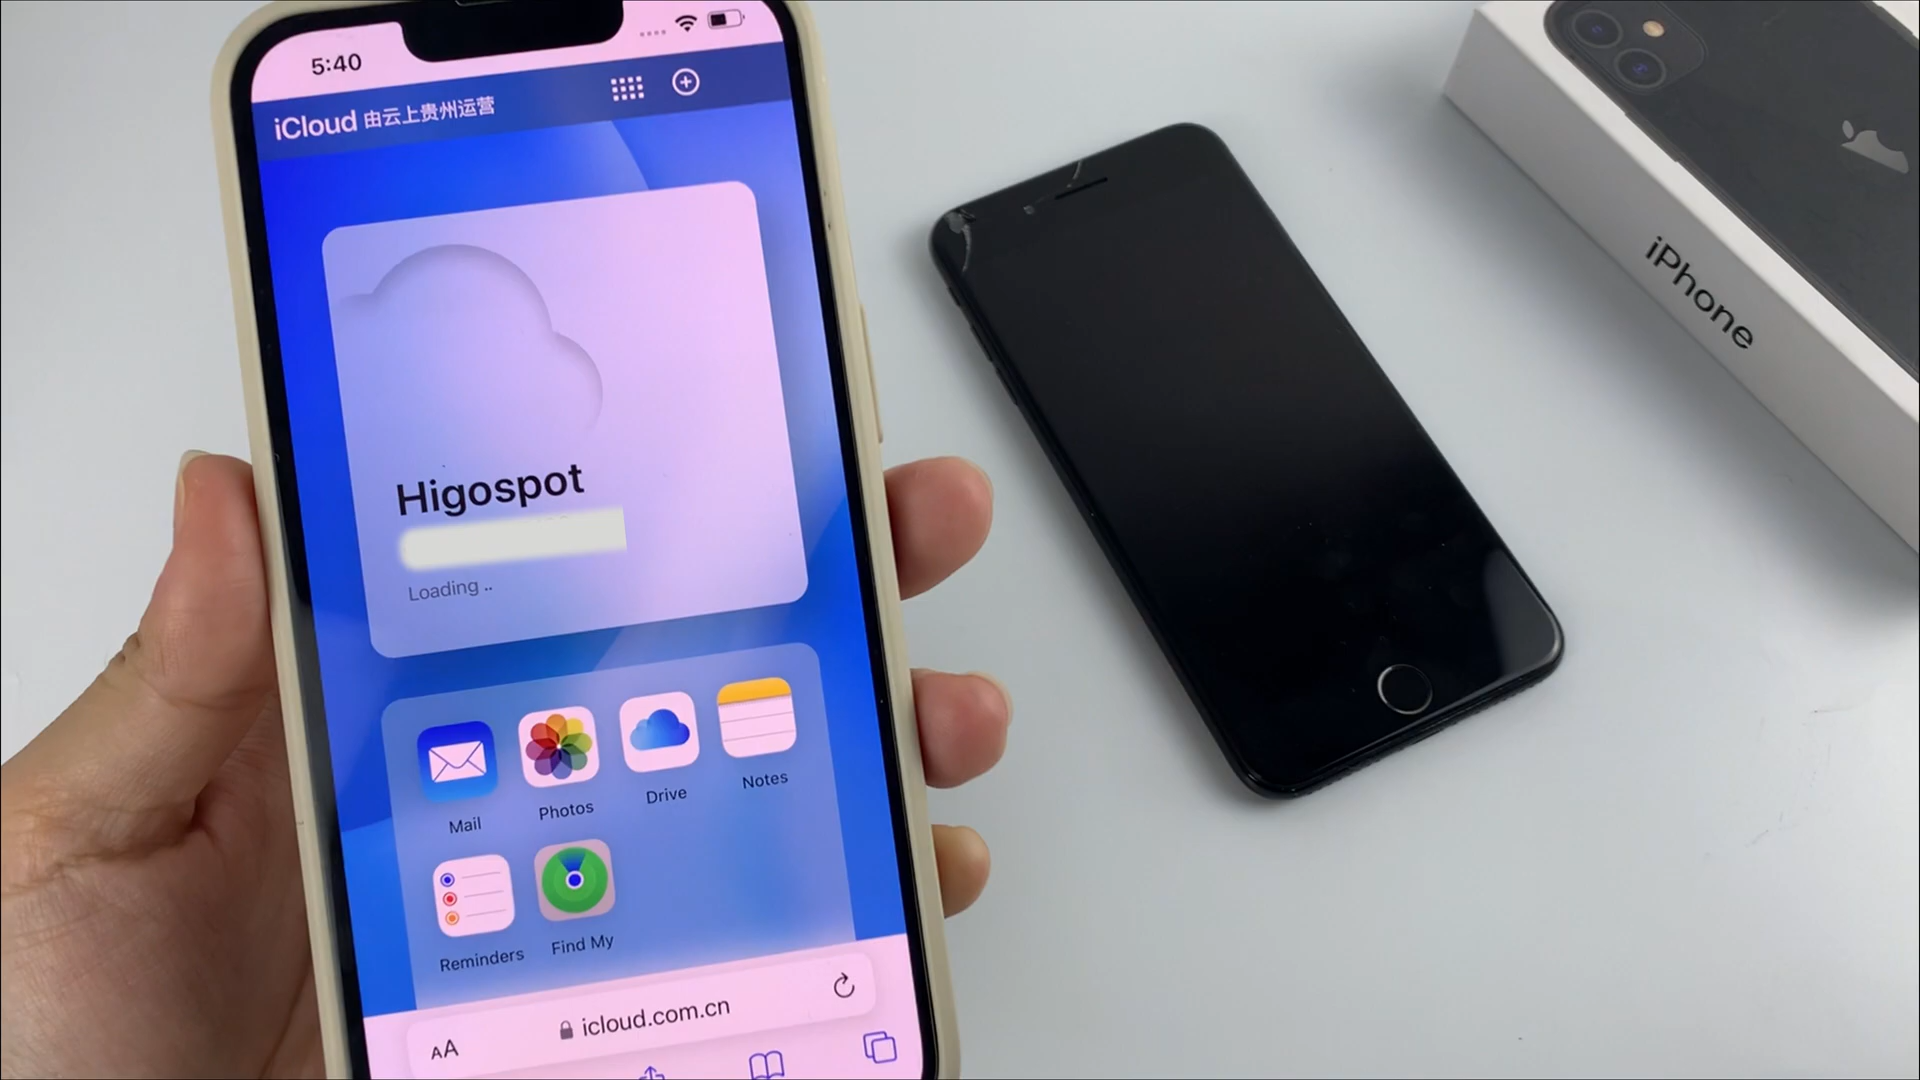 5:40
iCloud 由云上贵州运营
Higospot
Loading ..
Mail
Photos
Drive
Notes
Reminders
Find My
AA
icloud.com.cn
iPhone